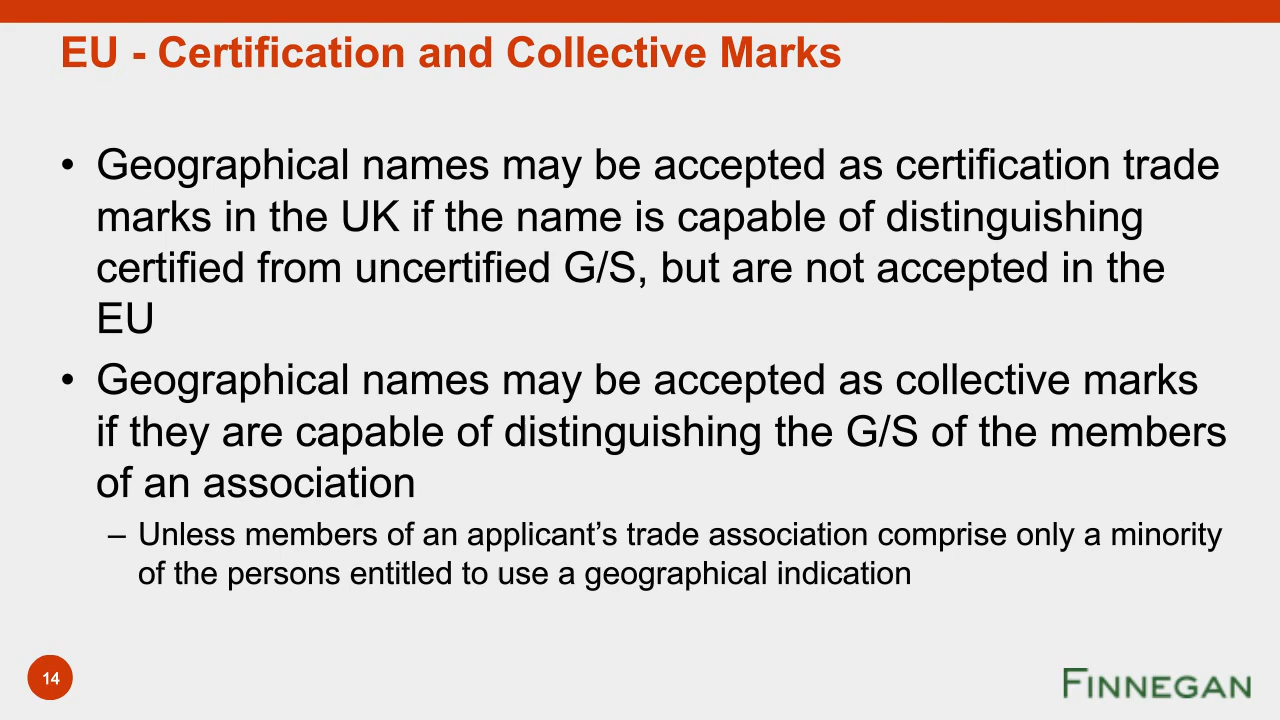 EU - Certification and Collective Marks
• Geographical names may be accepted as certification trade
marks in the UK if the name is capable of distinguishing
certified from uncertified G/S, but are not accepted in the
EU
• Geographical names may be accepted as collective marks
if they are capable of distinguishing the G/S of the members
of an association
– Unless members of an applicant’s trade association comprise only a minority
of the persons entitled to use a geographical indication
14
FINNEGAN